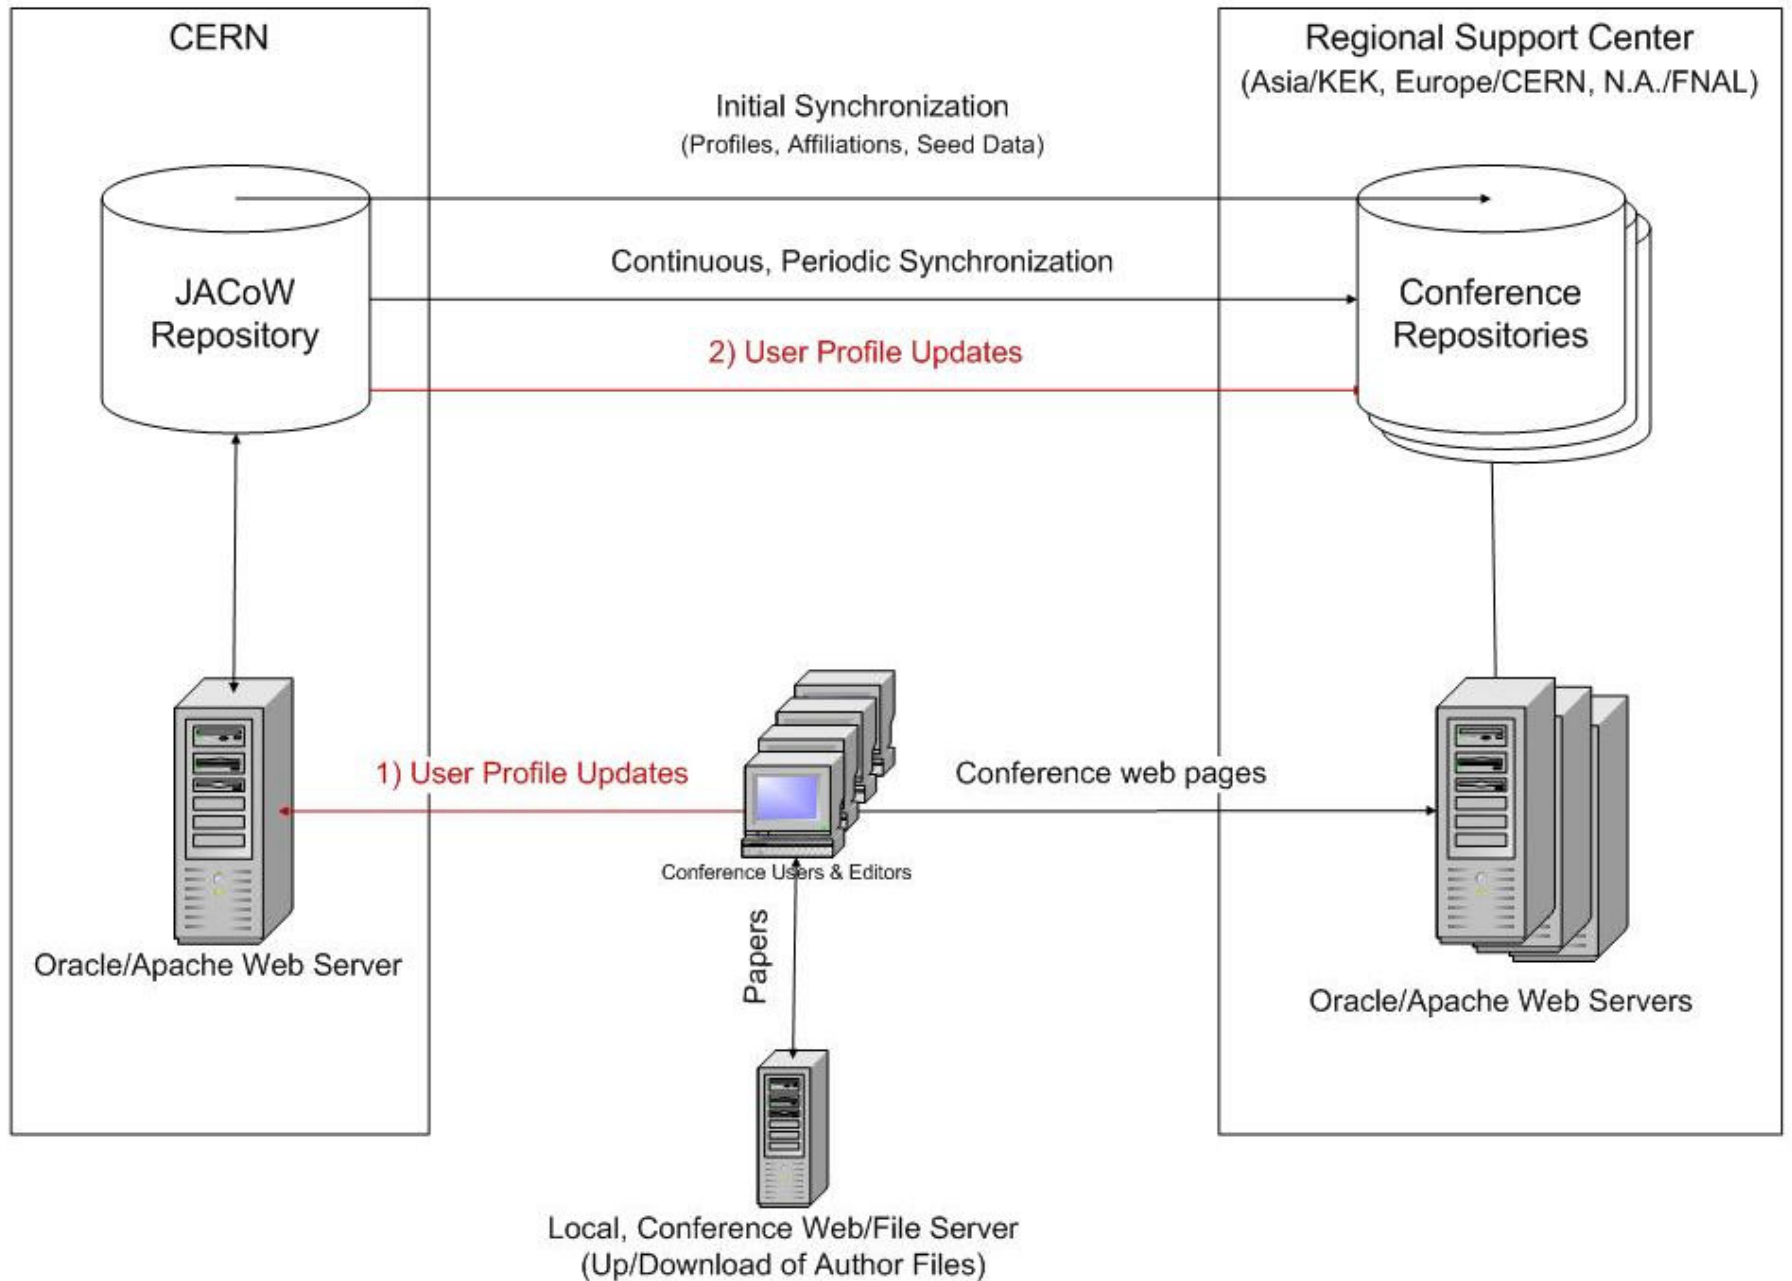 CERN
Regional Support Center
(Asia/KEK, Europe/CERN, N.A./FNAL)
Initial Synchronization
(Profiles, Affiliations, Seed Data)
Continuous, Periodic Synchronization
JACoW
Repository
Conference
Repositories
2) User Profile Updates
1) User Profile Updates
Conference web pages
Conference Users & Editors
Papers
Oracle/Apache Web Server
Oracle/Apache Web Servers
Local, Conference Web/File Server
(Up/Download of Author Files)